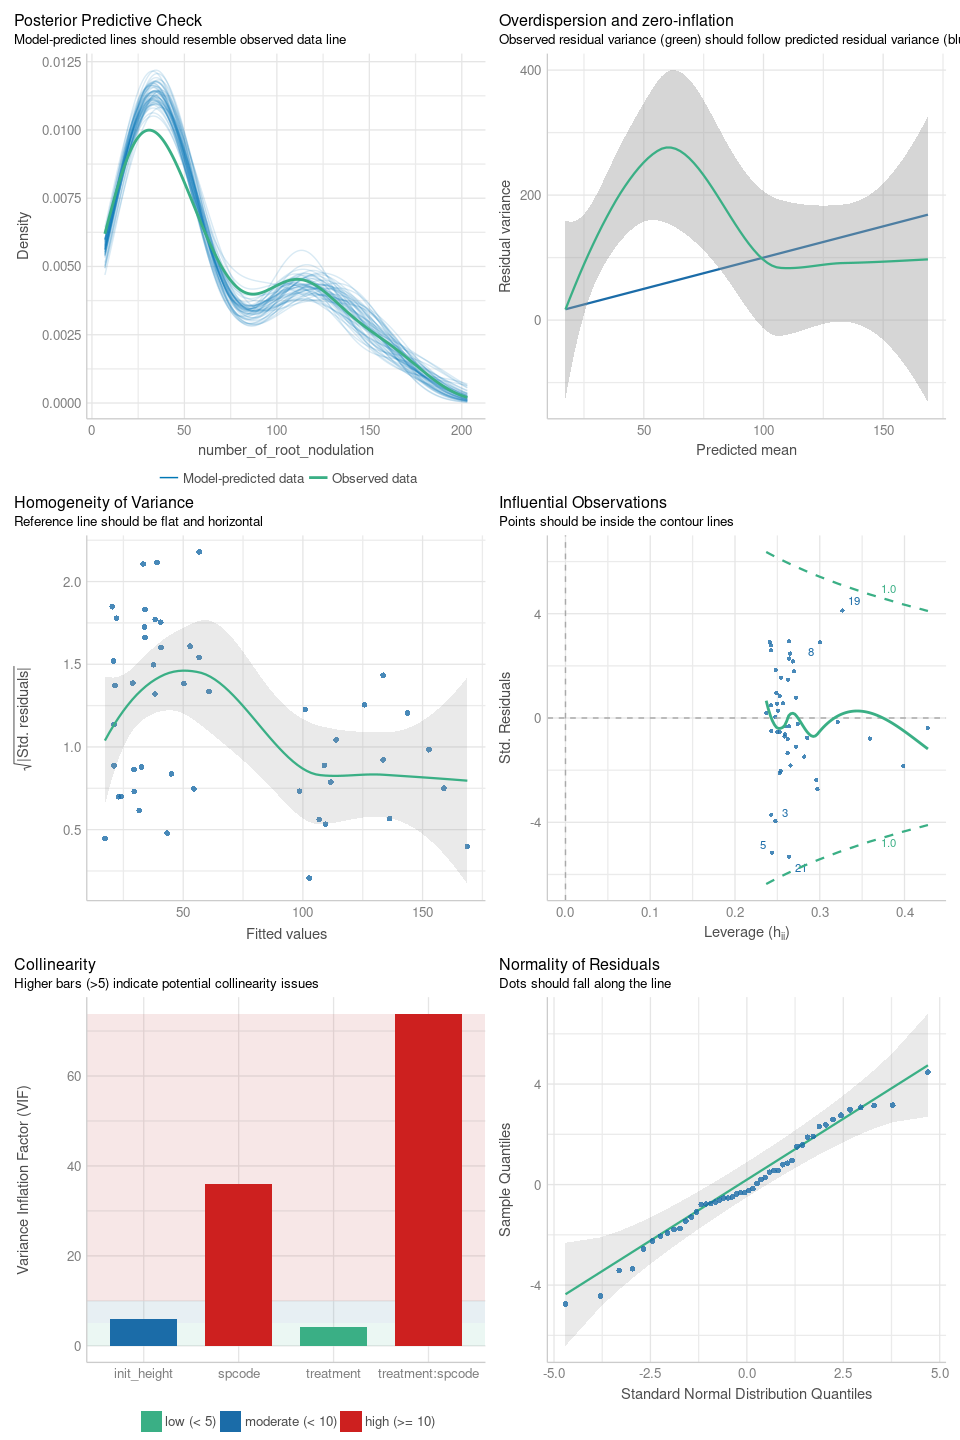 Posterior Predictive Check
Model-predicted lines should resemble observed data line
0.0125
0.0100
0.0075
0.0050
0.0025
0.0000
Density
0 50 100 150 200
number_of_root_nodulation
Model-predicted data Observed data
Overdispersion and zero-inflation
Observed residual variance (green) should follow predicted residual variance (blu
400
200
0
Residual variance
50 100 150
Predicted mean
Homogeneity of Variance
Reference line should be flat and horizontal
2.0
1.5
1.0
0.5
√|Std. residuals|
50 100 150
Fitted values
Influential Observations
Points should be inside the contour lines
4
0
-4
Std. Residuals
1.0
19
8
3
5
21
1.0
0.0 0.1 0.2 0.3 0.4
Leverage (hii)
Collinearity
Higher bars (>5) indicate potential collinearity issues
60
40
20
0
Variance Inflation Factor (VIF)
init_height spcode treatment treatment:spcode
low (< 5) moderate (< 10) high (>= 10)
Normality of Residuals
Dots should fall along the line
4
0
-4
Sample Quantiles
-5.0 -2.5 0.0 2.5 5.0
Standard Normal Distribution Quantiles